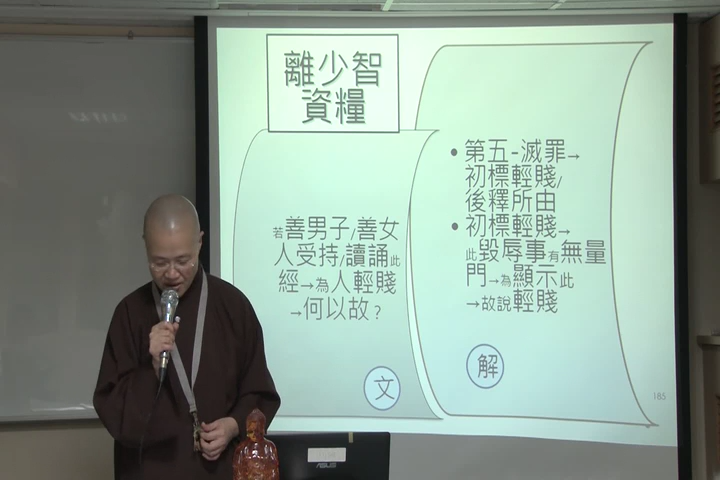 離少智
資糧
若善男子/善女
人受持/讀誦此
經→為人輕賤
→何以故?
文
• 第五-滅罪→
初標輕賤/
後釋所由
• 初標輕賤→
此毀辱事有無量
門→為顯示此
→故說輕賤
解
185
ASUS